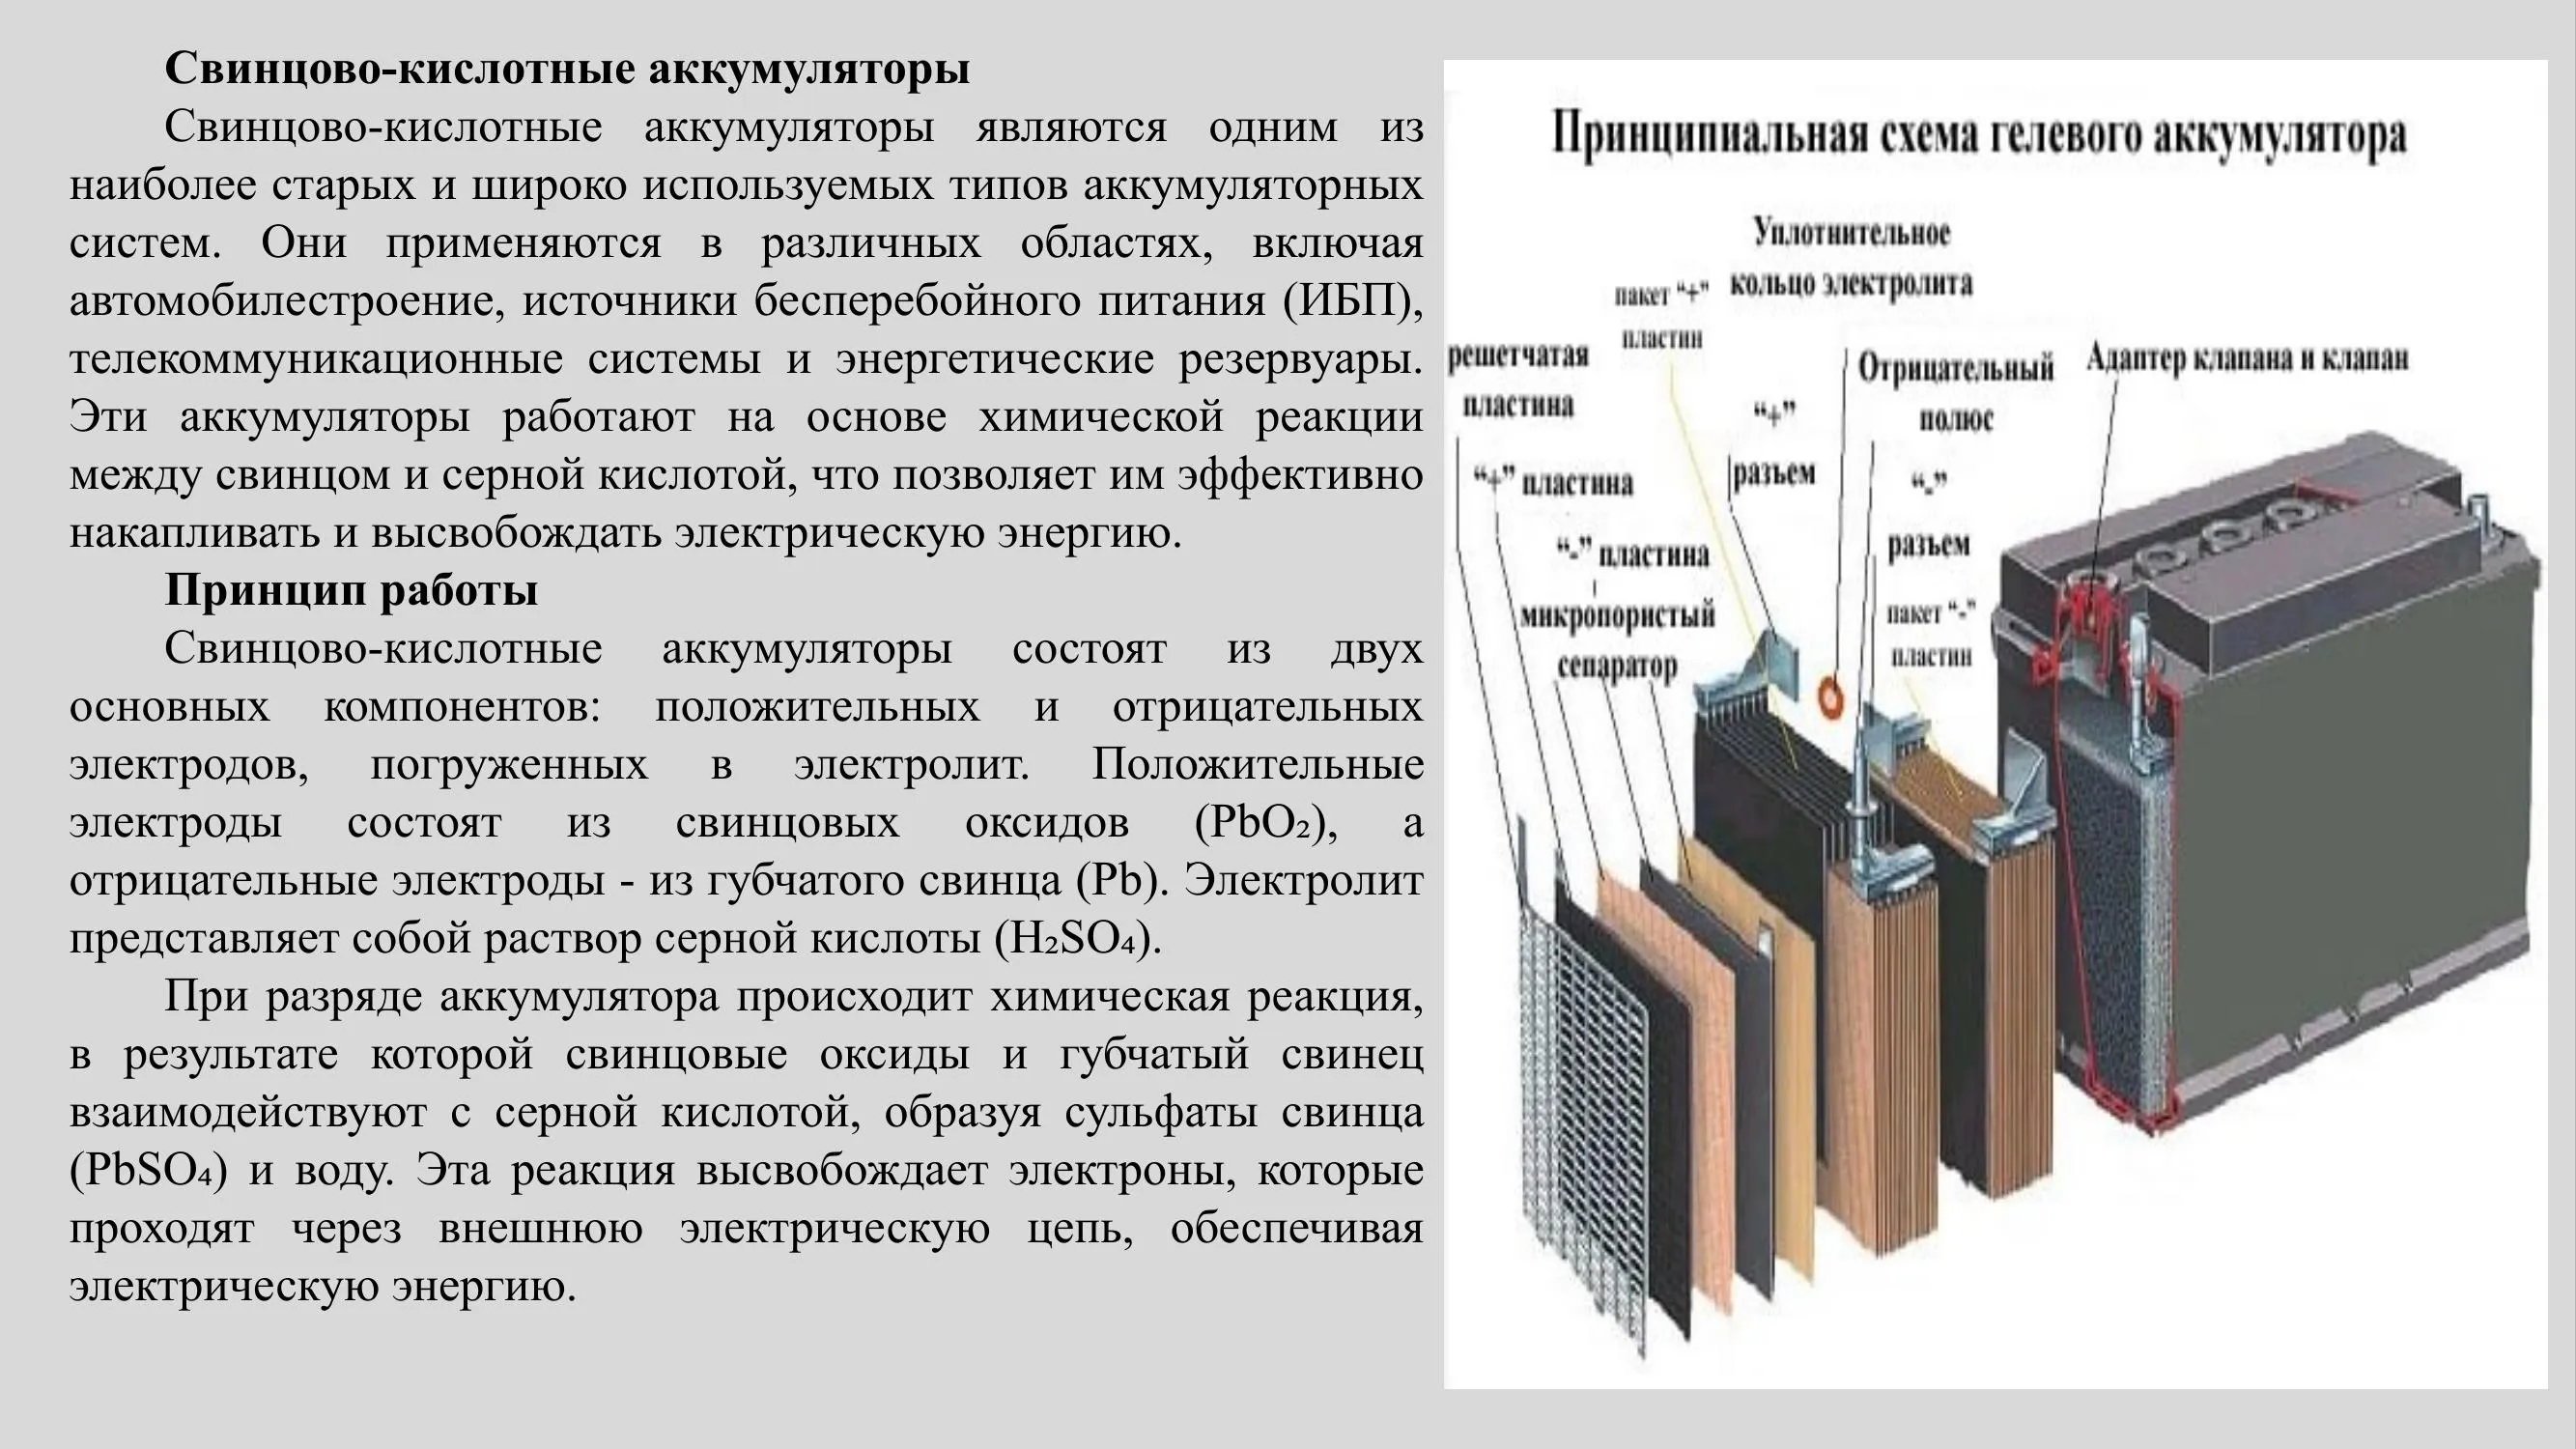 Свинцово-кислотные аккумуляторы
Свинцово-кислотные аккумуляторы являются одним из
наиболее старых и широко используемых типов аккумуляторных
систем. Они применяются в различных областях, включая
автомобилестроение, источники бесперебойного питания (ИБП),
телекоммуникационные системы и энергетические резервуары.
Эти аккумуляторы работают на основе химической реакции
между свинцом и серной кислотой, что позволяет им эффективно
накапливать и высвобождать электрическую энергию.
Принцип работы
Свинцово-кислотные аккумуляторы состоят из двух
основных компонентов: положительных и отрицательных
электродов, погруженных в электролит. Положительные
электроды состоят из свинцовых оксидов (PbO₂), а
отрицательные электроды - из губчатого свинца (Pb). Электролит
представляет собой раствор серной кислоты (H₂SO₄).
При разряде аккумулятора происходит химическая реакция,
в результате которой свинцовые оксиды и губчатый свинец
взаимодействуют с серной кислотой, образуя сульфаты свинца
(PbSO₄) и воду. Эта реакция высвобождает электроны, которые
проходят через внешнюю электрическую цепь, обеспечивая
электрическую энергию.
Принципиальная схема гелевого аккумулятора
Уплотнительное
кольцо электролита
пакет “+”
пластин
решетчатая
пластина
Отрицательный
полюс
Адаптер клапана и клапан
“+”
разъем
“+” пластина
“-”
разъем
“-” пластина
микропористый
сепаратор
пакет “-”
пластин